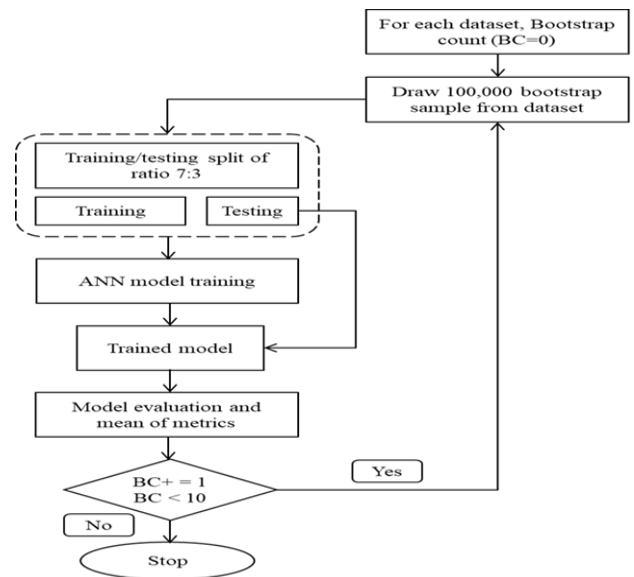 For each dataset, Bootstrap
count (BC=0)
Draw 100,000 bootstrap
sample from dataset
Training/testing split of
ratio 7:3
Training
Testing
ANN model training
Trained model
Model evaluation and
mean of metrics
BC+ = 1
BC < 10
Yes
No
Stop